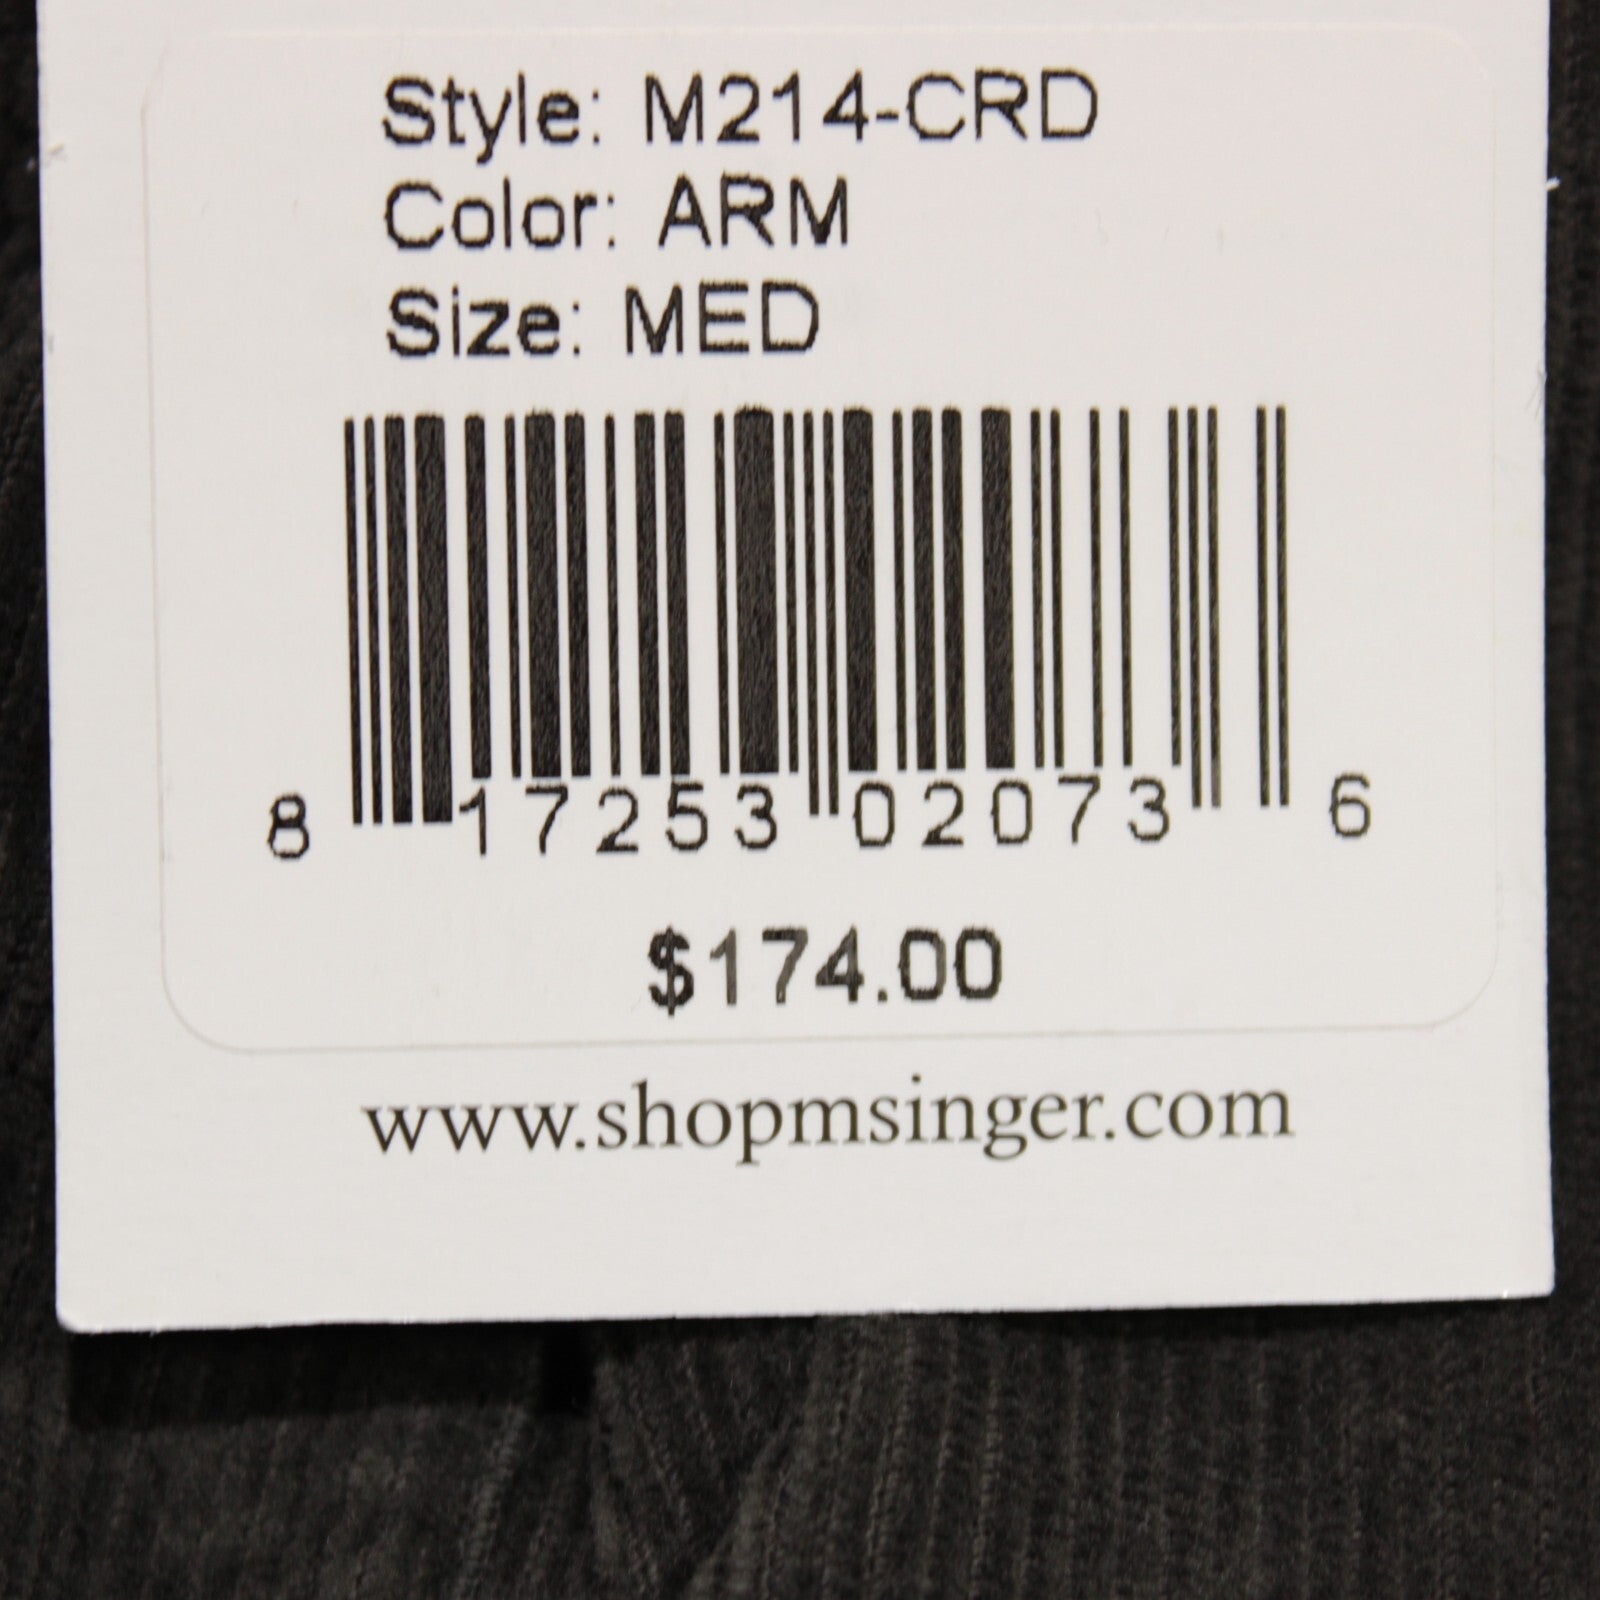 Style: M214-CRD
Color: ARM
Size: MED
8 17253 02073 6
$174.00
www.shopmsinger.com